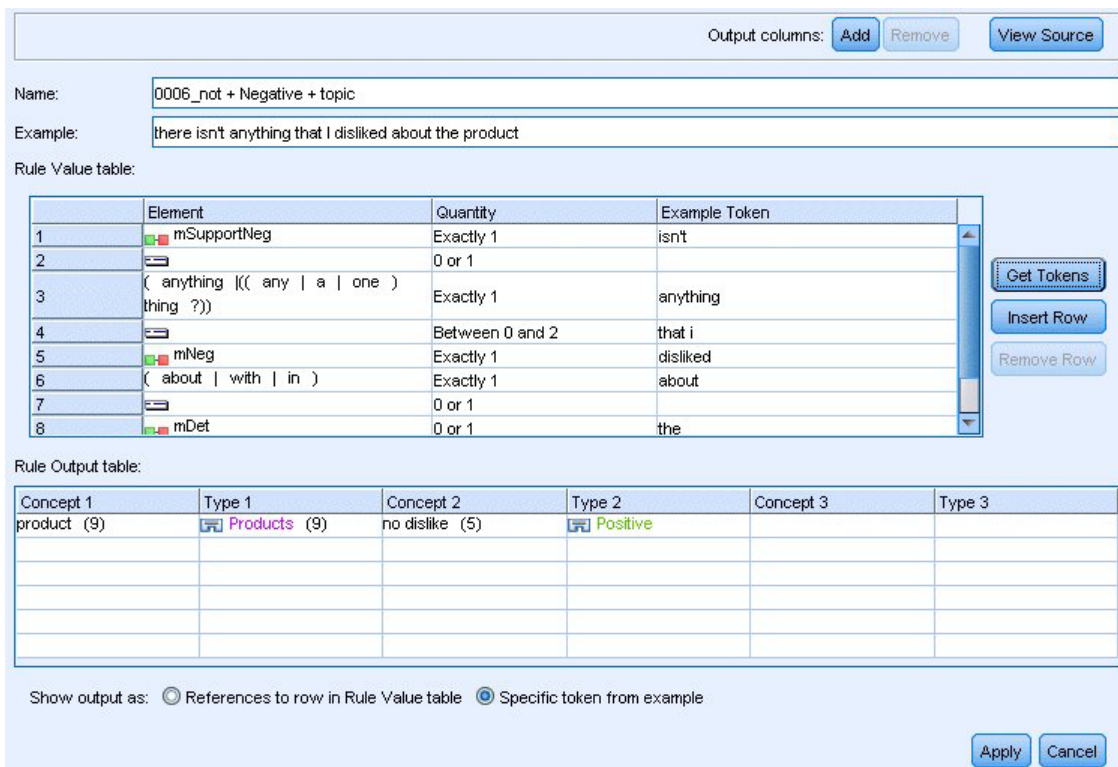 Output columns: Add Remove View Source
Name: 0006_not + Negative + topic
Example: there isn't anything that I disliked about the product
Rule Value table:
Element Quantity Example Token
1 mSupportNeg Exactly 1 isn't
2 0 or 1
3 ( anything |(( any | a | one ) thing ?)) Exactly 1 anything
4 Between 0 and 2 that i
5 mNeg Exactly 1 disliked
6 ( about | with | in ) Exactly 1 about
7 0 or 1
8 mDet 0 or 1 the
Get Tokens
Insert Row
Remove Row
Rule Output table:
Concept 1 Type 1 Concept 2 Type 2 Concept 3 Type 3
product (9) Products (9) no dislike (5) Positive
Show output as: References to row in Rule Value table Specific token from example
Apply Cancel